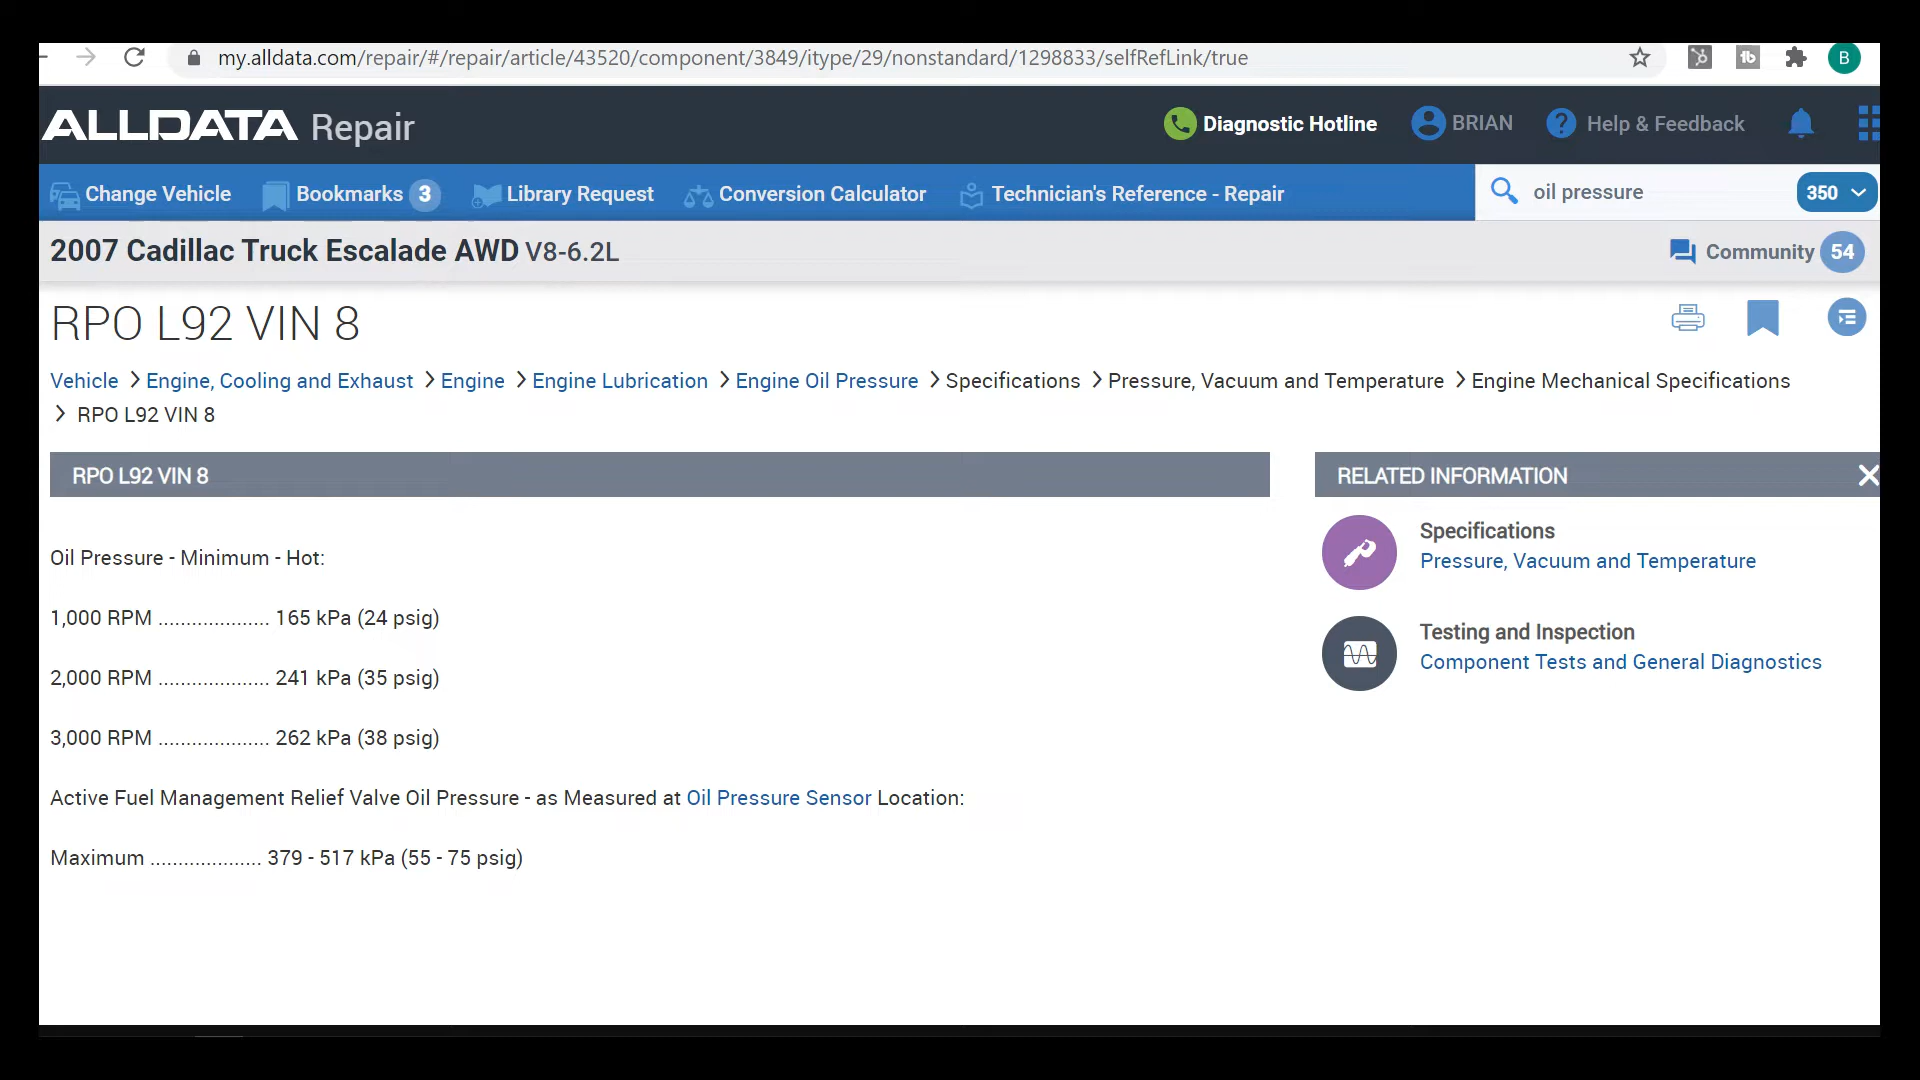 my.alldata.com/repair/#/repair/article/43520/component/3849/itype/29/nonstandard/1298833/selfRefLink/true
B
ALLDATA Repair
Diagnostic Hotline
BRIAN
Help & Feedback
Change Vehicle
Bookmarks 3
Library Request
Conversion Calculator
Technician's Reference - Repair
oil pressure
350
2007 Cadillac Truck Escalade AWD V8-6.2L
Community 54
RPO L92 VIN 8
Vehicle > Engine, Cooling and Exhaust > Engine > Engine Lubrication > Engine Oil Pressure > Specifications > Pressure, Vacuum and Temperature > Engine Mechanical Specifications
> RPO L92 VIN 8
RPO L92 VIN 8
Oil Pressure - Minimum - Hot:
1,000 RPM .................... 165 kPa (24 psig)
2,000 RPM .................... 241 kPa (35 psig)
3,000 RPM .................... 262 kPa (38 psig)
Active Fuel Management Relief Valve Oil Pressure - as Measured at Oil Pressure Sensor Location:
Maximum .................... 379 - 517 kPa (55 - 75 psig)
RELATED INFORMATION
Specifications
Pressure, Vacuum and Temperature
Testing and Inspection
Component Tests and General Diagnostics